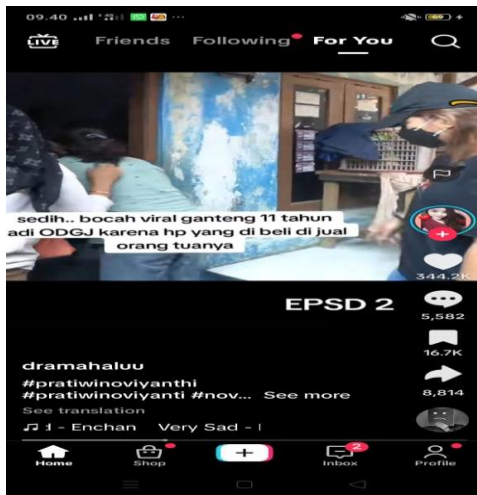 09.40
LIVE
Friends Following For You
sedih.. bocah viral ganteng 11 tahun
adi ODGJ karena hp yang di beli di jual
orang tuanya
344.2K
EPSD 2
5,582
16.7K
dramahaluu
8,814
#pratiwinoviyanthi
#pratiwinoviyanti #nov... See more
See translation
- Enchan Very Sad -
2
Home Shop Inbox Profile